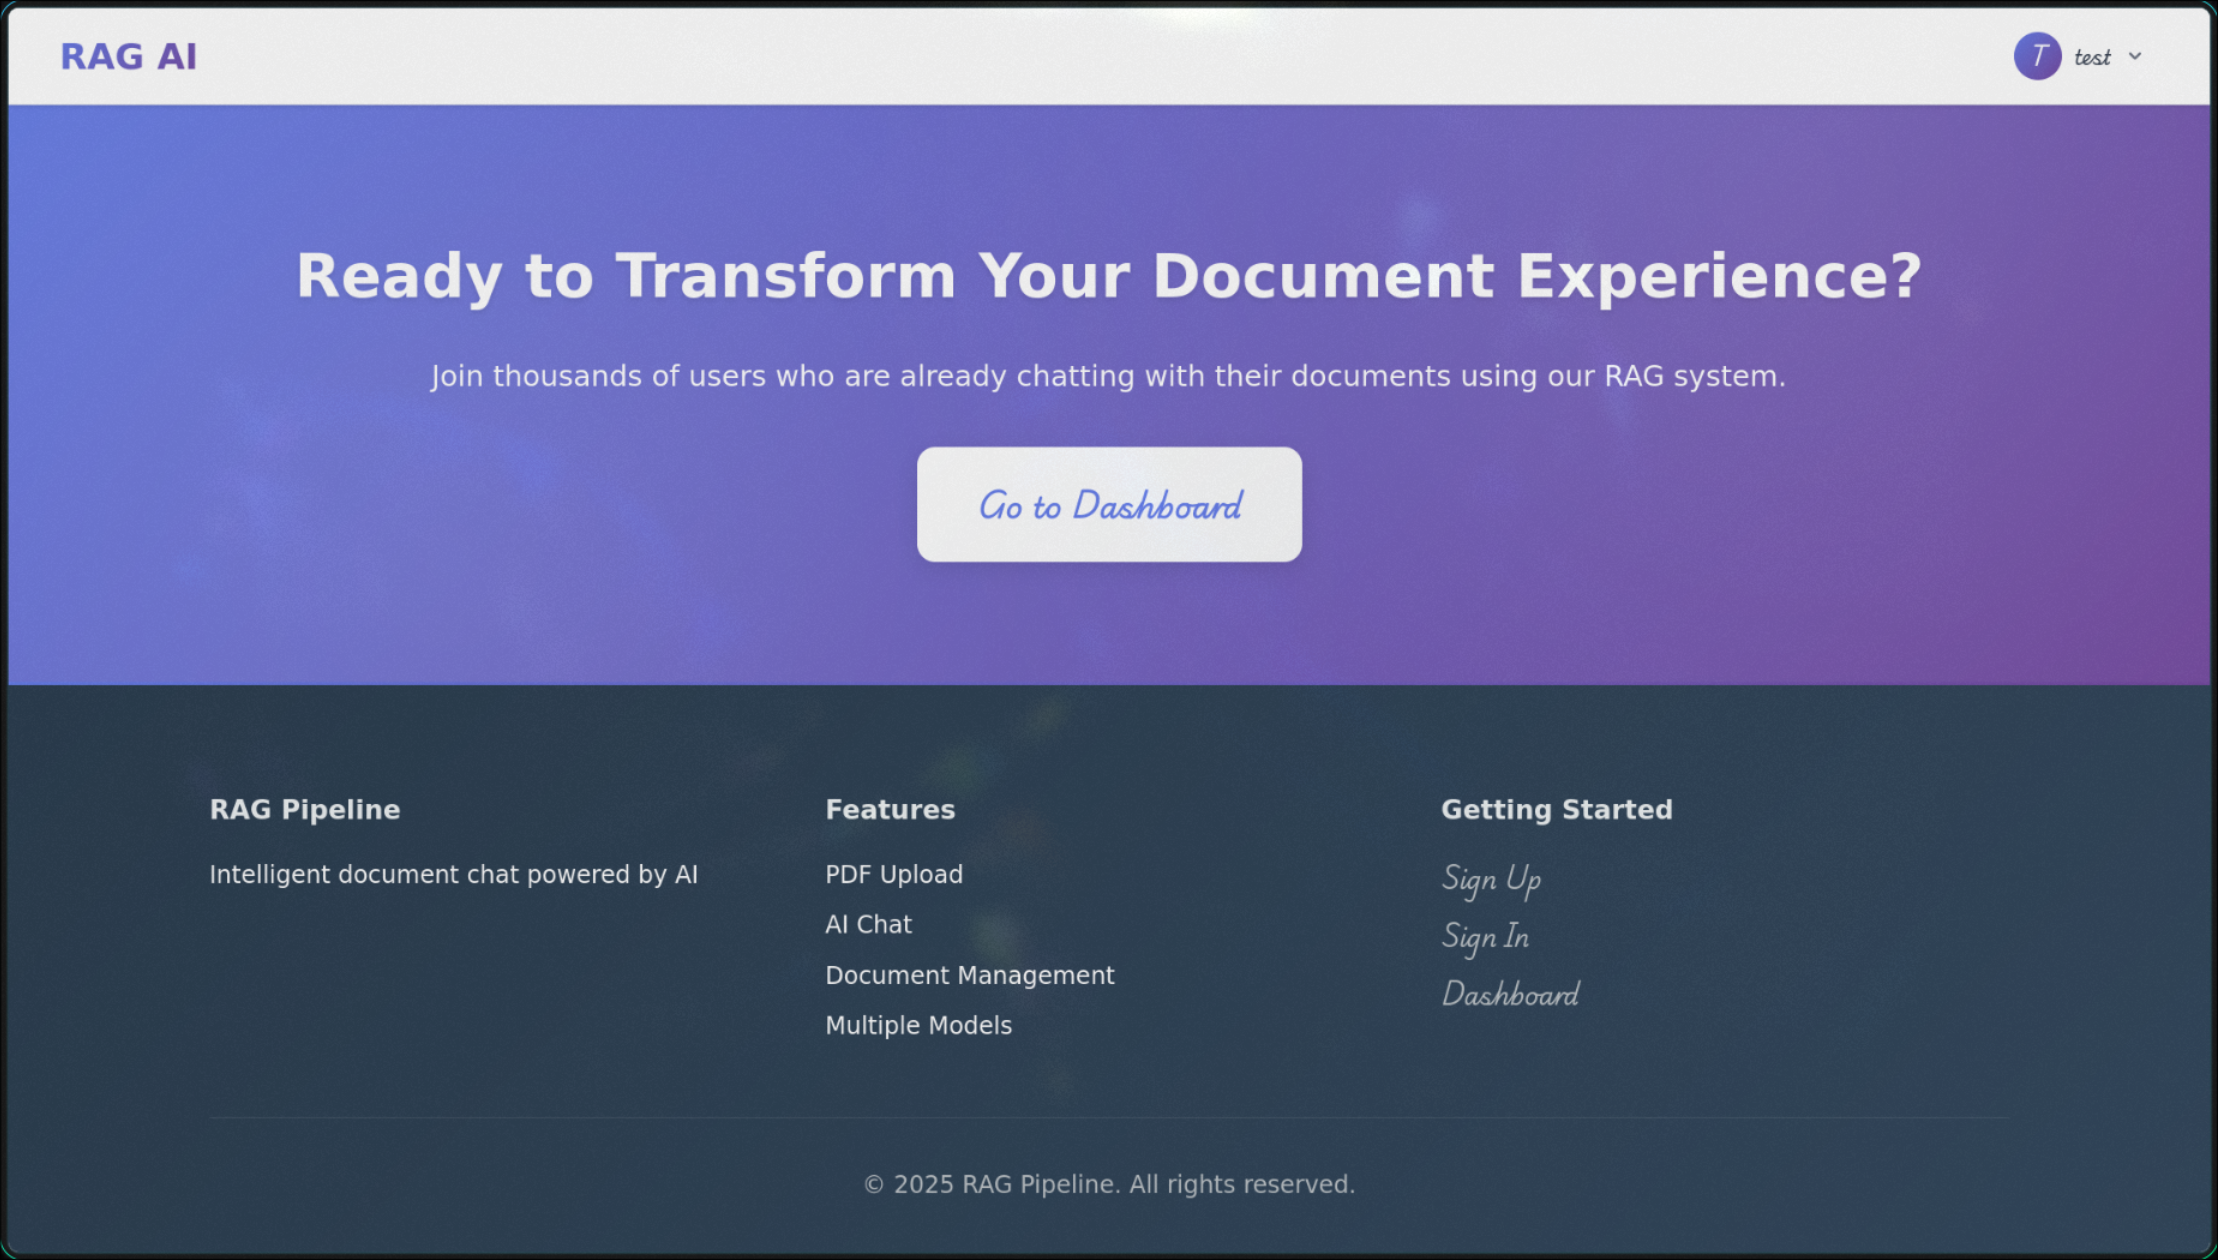 RAG AI
T test
Ready to Transform Your Document Experience?
Join thousands of users who are already chatting with their documents using our RAG system.
Go to Dashboard
RAG Pipeline
Intelligent document chat powered by AI
Features
PDF Upload
AI Chat
Document Management
Multiple Models
Getting Started
Sign Up
Sign In
Dashboard
© 2025 RAG Pipeline. All rights reserved.